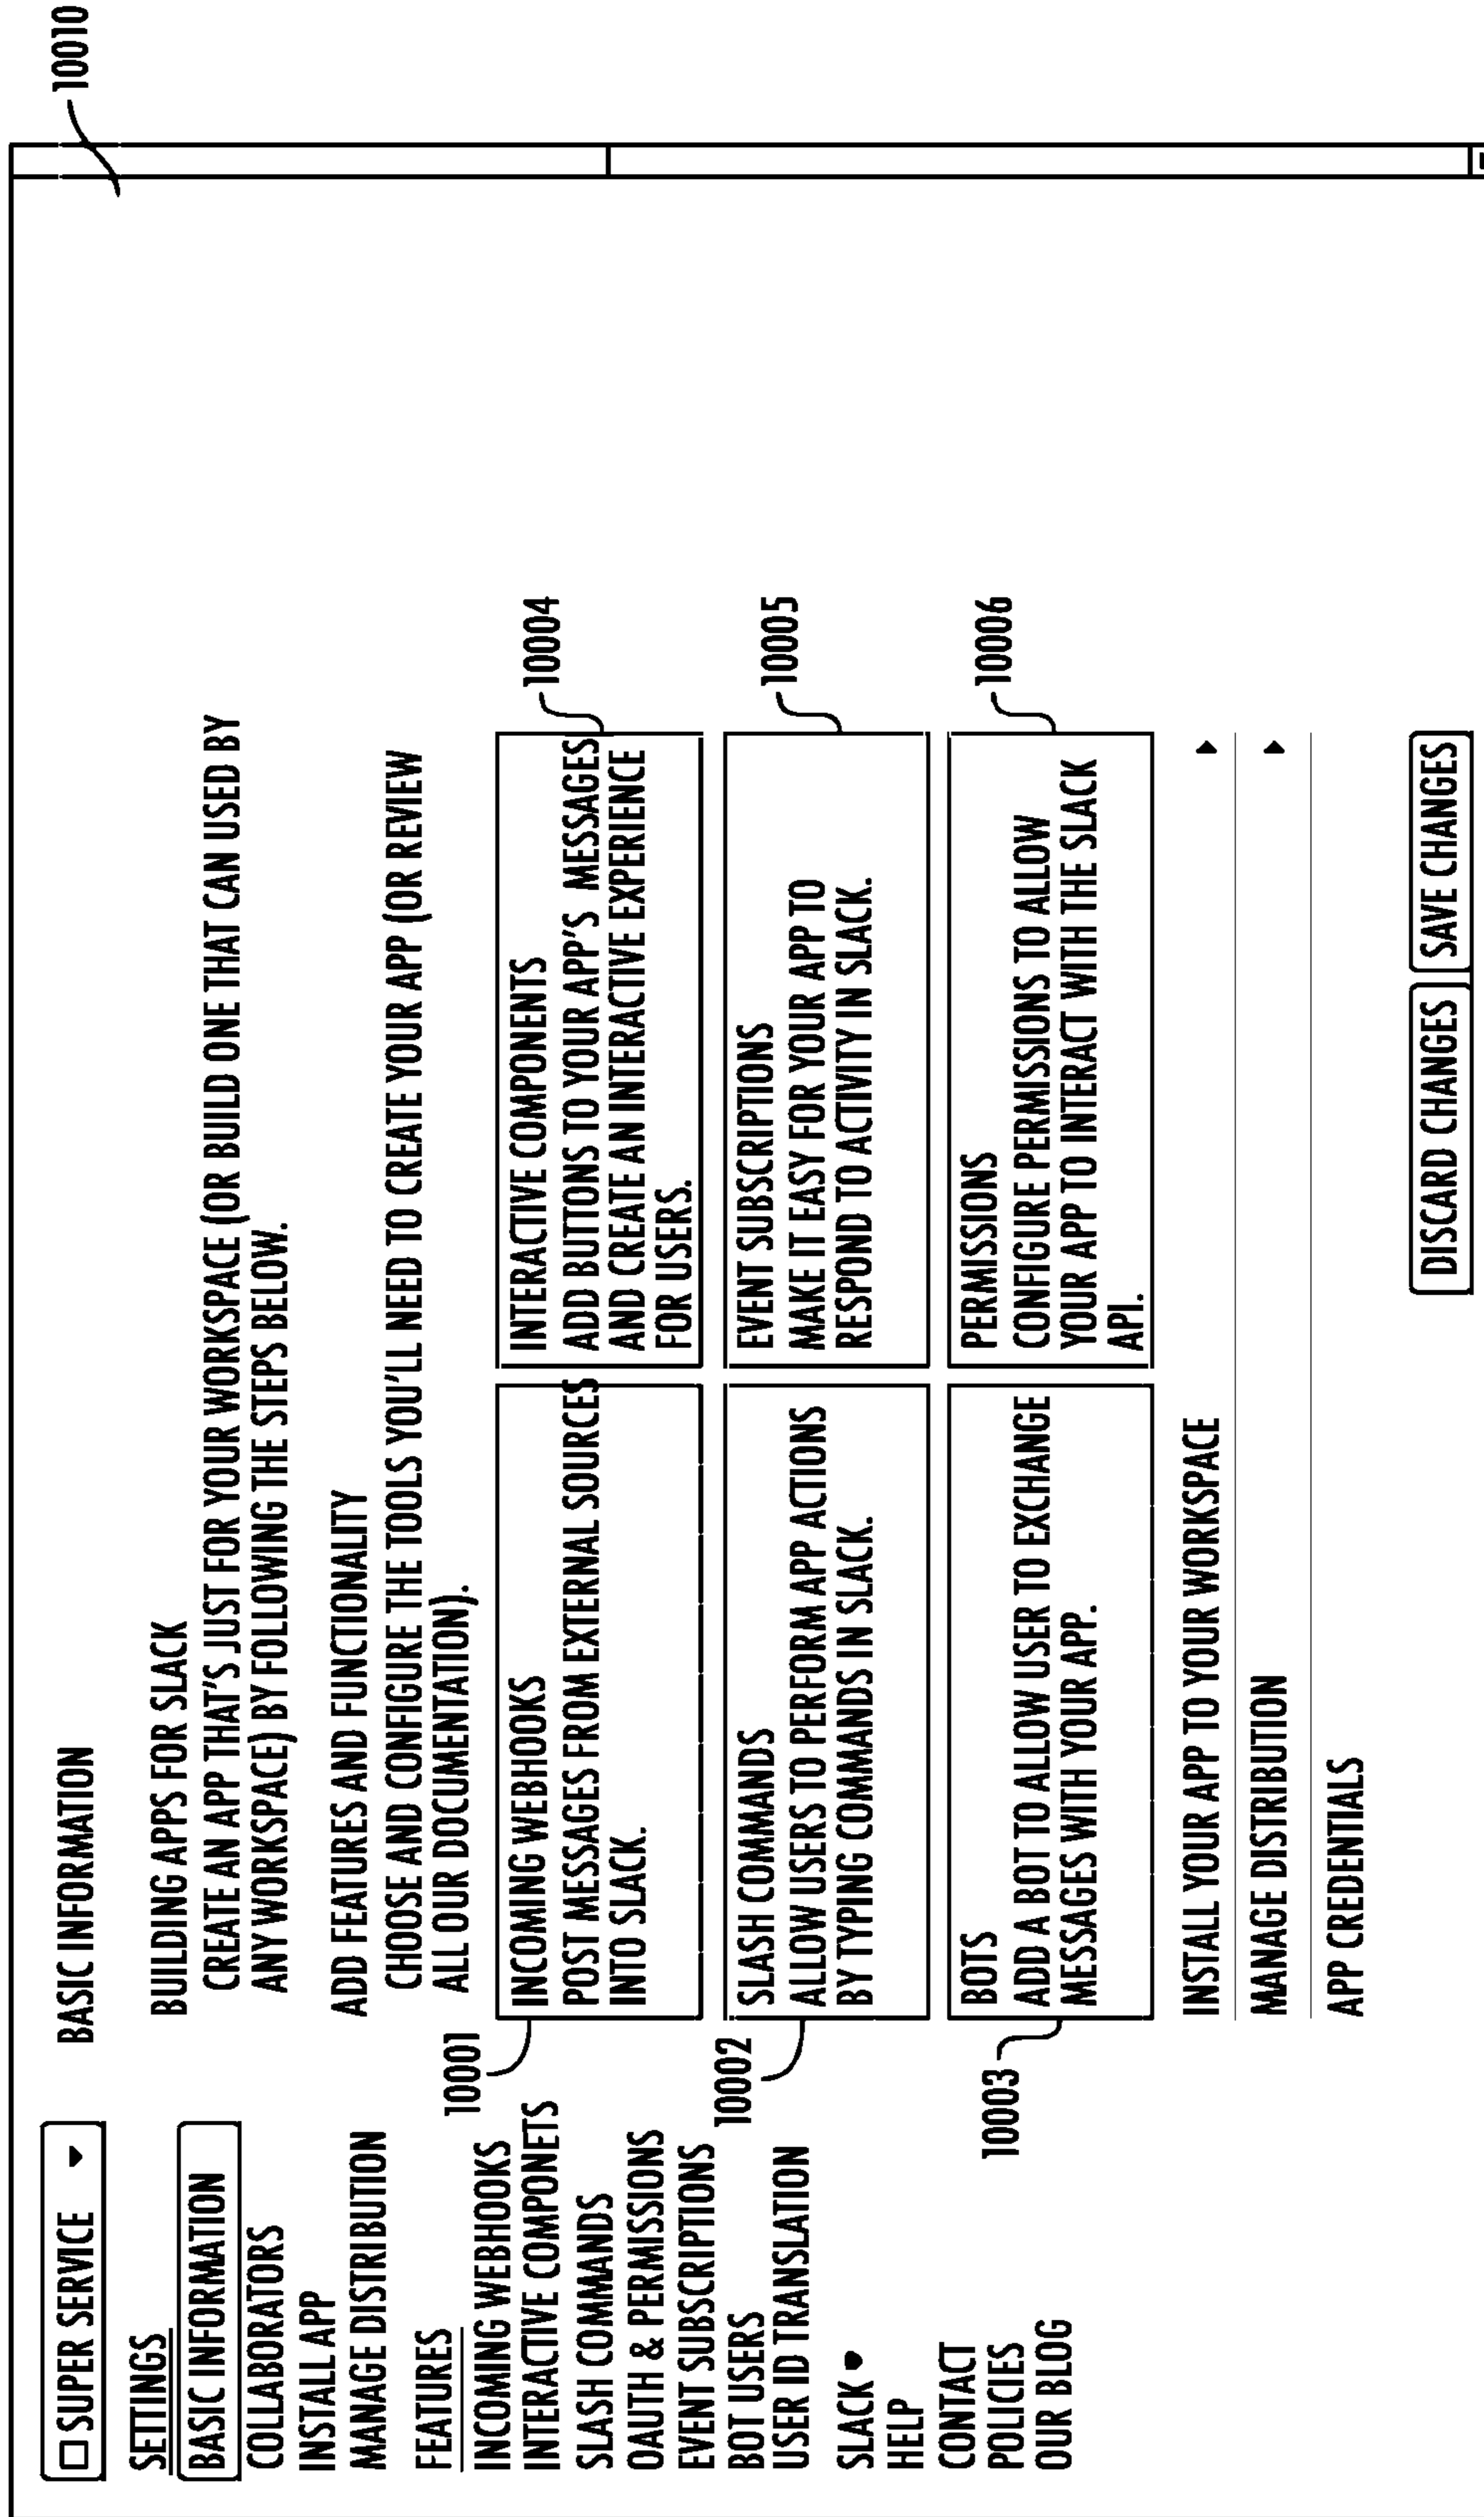 10010
SUPER SERVICE
SETTINGS
BASIC INFORMATION
COLLABORATORS
INSTALL APP
MANAGE DISTRIBUTION
FEATURES
INCOMING WEBHOOKS
INTERACTIVE COMPONETS
SLASH COMMANDS
OAUTH & PERMISSIONS
EVENT SUBSCRIPTIONS
BOT USERS
USER ID TRANSLATION
SLACK
HELP
CONTACT
POLICIES
OUR BLOG
BASIC INFORMATION
BUILDING APPS FOR SLACK
CREATE AN APP THAT'S JUST FOR YOUR WORKSPACE (OR BUILD ONE THAT CAN USED BY
ANY WORKSPACE) BY FOLLOWING THE STEPS BELOW.
ADD FEATURES AND FUNCTIONALITY
CHOOSE AND CONFIGURE THE TOOLS YOU'LL NEED TO CREATE YOUR APP (OR REVIEW
ALL OUR DOCUMENTATION).
10001
INCOMING WEBHOOKS
POST MESSAGES FROM EXTERNAL SOURCES
INTO SLACK.
10004
INTERACTIVE COMPONENTS
ADD BUTTONS TO YOUR APP'S MESSAGES
AND CREATE AN INTERACTIVE EXPERIENCE
FOR USERS.
10002
SLASH COMMANDS
ALLOW USERS TO PERFORM APP ACTIONS
BY TYPING COMMANDS IN SLACK.
10005
EVENT SUBSCRIPTIONS
MAKE IT EASY FOR YOUR APP TO
RESPOND TO ACTIVITY IN SLACK.
10003
BOTS
ADD A BOT TO ALLOW USER TO EXCHANGE
MESSAGES WITH YOUR APP.
10006
PERMISSIONS
CONFIGURE PERMISSIONS TO ALLOW
YOUR APP TO INTERACT WITH THE SLACK
API.
INSTALL YOUR APP TO YOUR WORKSPACE
MANAGE DISTRIBUTION
APP CREDENTIALS
DISCARD CHANGES
SAVE CHANGES